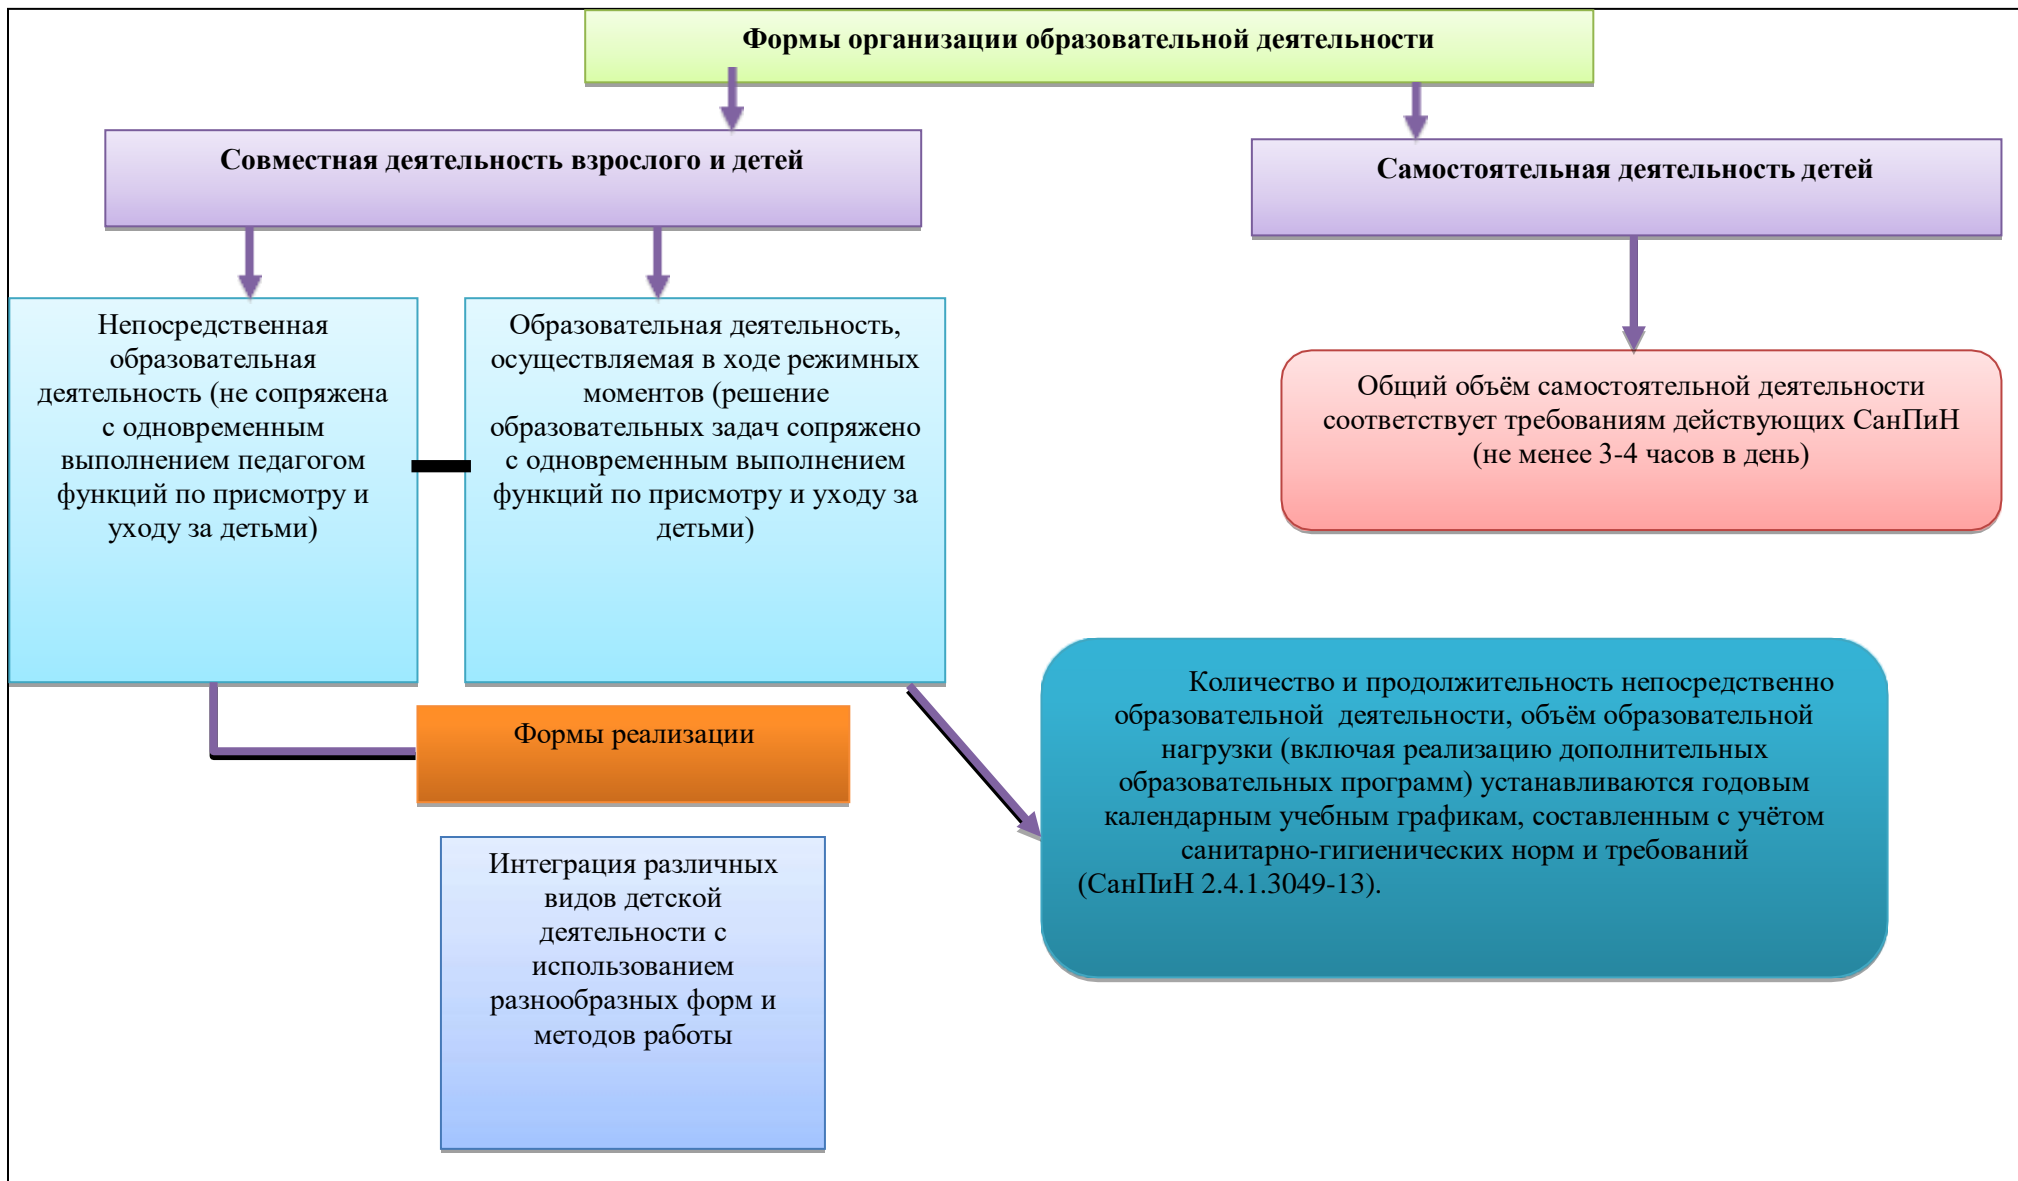 Формы организации образовательной деятельности
Совместная деятельность взрослого и детей
Самостоятельная деятельность детей
Непосредственная
образовательная
деятельность (не сопряжена
с одновременным
выполнением педагогом
функций по присмотру и
уходу за детьми)
Образовательная деятельность,
осуществляемая в ходе режимных
моментов (решение
образовательных задач сопряжено
с одновременным выполнением
функций по присмотру и уходу за
детьми)
Общий объём самостоятельной деятельности
соответствует требованиям действующих СанПиН
(не менее 3-4 часов в день)
Формы реализации
Интеграция различных
видов детской
деятельности с
использованием
разнообразных форм и
методов работы
Количество и продолжительность непосредственно
образовательной деятельности, объём образовательной
нагрузки (включая реализацию дополнительных
образовательных программ) устанавливаются годовым
календарным учебным графикам, составленным с учётом
санитарно-гигиенических норм и требований
(СанПиН 2.4.1.3049-13).